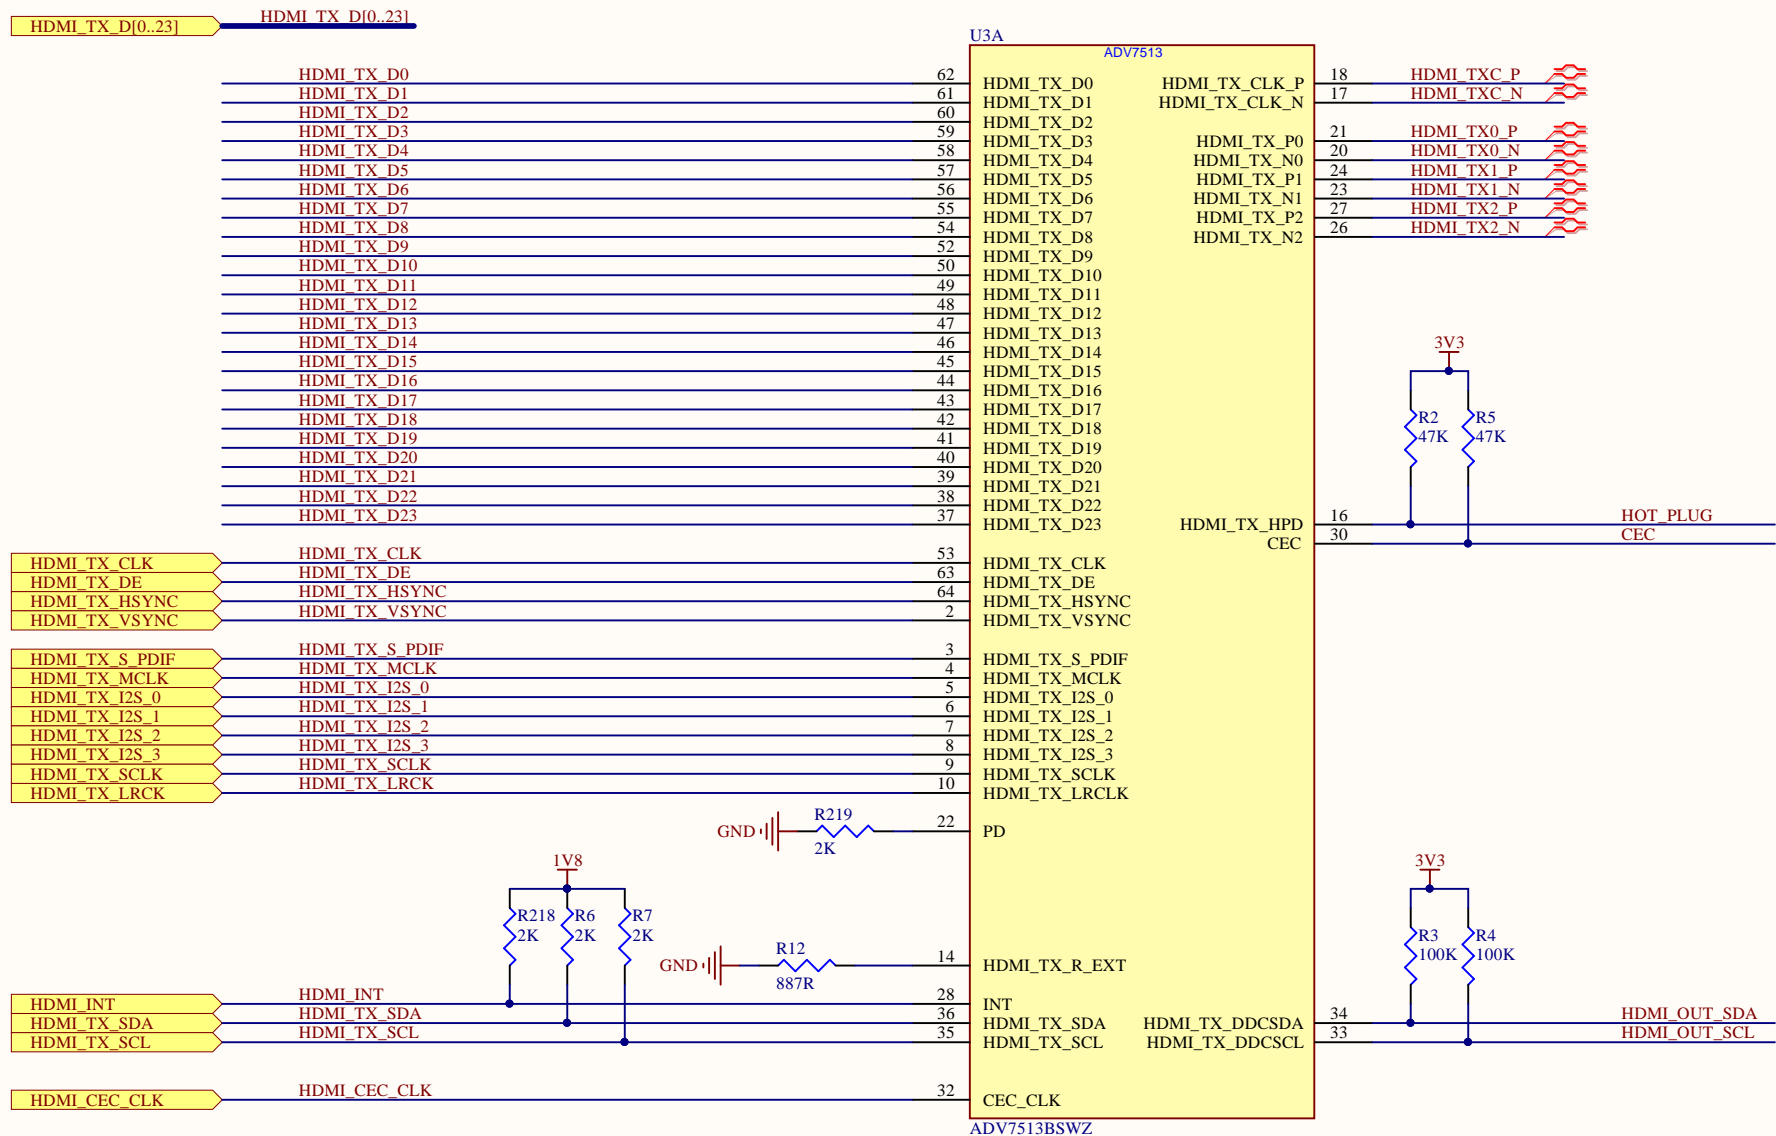 HDMI_TX_D[0..23] HDMI_TX_D[0..23]
U3A
ADV7513
HDMI_TX_D0 62 HDMI_TX_D0 HDMI_TX_CLK_P 18 HDMI_TXC_P
HDMI_TX_D1 61 HDMI_TX_D1 HDMI_TX_CLK_N 17 HDMI_TXC_N
HDMI_TX_D2 60 HDMI_TX_D2
HDMI_TX_D3 59 HDMI_TX_D3 HDMI_TX_P0 21 HDMI_TX0_P
HDMI_TX_D4 58 HDMI_TX_D4 HDMI_TX_N0 20 HDMI_TX0_N
HDMI_TX_D5 57 HDMI_TX_D5 HDMI_TX_P1 24 HDMI_TX1_P
HDMI_TX_D6 56 HDMI_TX_D6 HDMI_TX_N1 23 HDMI_TX1_N
HDMI_TX_D7 55 HDMI_TX_D7 HDMI_TX_P2 27 HDMI_TX2_P
HDMI_TX_D8 54 HDMI_TX_D8 HDMI_TX_N2 26 HDMI_TX2_N
HDMI_TX_D9 52 HDMI_TX_D9
HDMI_TX_D10 50 HDMI_TX_D10
HDMI_TX_D11 49 HDMI_TX_D11
HDMI_TX_D12 48 HDMI_TX_D12
HDMI_TX_D13 47 HDMI_TX_D13
HDMI_TX_D14 46 HDMI_TX_D14
3V3
HDMI_TX_D15 45 HDMI_TX_D15
HDMI_TX_D16 44 HDMI_TX_D16
HDMI_TX_D17 43 HDMI_TX_D17
HDMI_TX_D18 42 HDMI_TX_D18
R2 R5
47K 47K
HDMI_TX_D19 41 HDMI_TX_D19
HDMI_TX_D20 40 HDMI_TX_D20
HDMI_TX_D21 39 HDMI_TX_D21
HDMI_TX_D22 38 HDMI_TX_D22
HDMI_TX_D23 37 HDMI_TX_D23 HDMI_TX_HPD 16 HOT_PLUG
CEC 30 CEC
HDMI_TX_CLK HDMI_TX_CLK 53 HDMI_TX_CLK
HDMI_TX_DE HDMI_TX_DE 63 HDMI_TX_DE
HDMI_TX_HSYNC HDMI_TX_HSYNC 64 HDMI_TX_HSYNC
HDMI_TX_VSYNC HDMI_TX_VSYNC 2 HDMI_TX_VSYNC
HDMI_TX_S_PDIF HDMI_TX_S_PDIF 3 HDMI_TX_S_PDIF
HDMI_TX_MCLK HDMI_TX_MCLK 4 HDMI_TX_MCLK
HDMI_TX_I2S_0 HDMI_TX_I2S_0 5 HDMI_TX_I2S_0
HDMI_TX_I2S_1 HDMI_TX_I2S_1 6 HDMI_TX_I2S_1
HDMI_TX_I2S_2 HDMI_TX_I2S_2 7 HDMI_TX_I2S_2
HDMI_TX_I2S_3 HDMI_TX_I2S_3 8 HDMI_TX_I2S_3
HDMI_TX_SCLK HDMI_TX_SCLK 9 HDMI_TX_SCLK
HDMI_TX_LRCK HDMI_TX_LRCK 10 HDMI_TX_LRCLK
R219
GND 22 PD
2K
1V8 3V3
R218 R6 R7
2K 2K 2K
R3 R4
100K 100K
R12
GND 14 HDMI_TX_R_EXT
887R
HDMI_INT HDMI_INT 28 INT
HDMI_TX_SDA HDMI_TX_SDA 36 HDMI_TX_SDA HDMI_TX_DDCSDA 34 HDMI_OUT_SDA
HDMI_TX_SCL HDMI_TX_SCL 35 HDMI_TX_SCL HDMI_TX_DDCSCL 33 HDMI_OUT_SCL
HDMI_CEC_CLK HDMI_CEC_CLK 32 CEC_CLK
ADV7513BSWZ